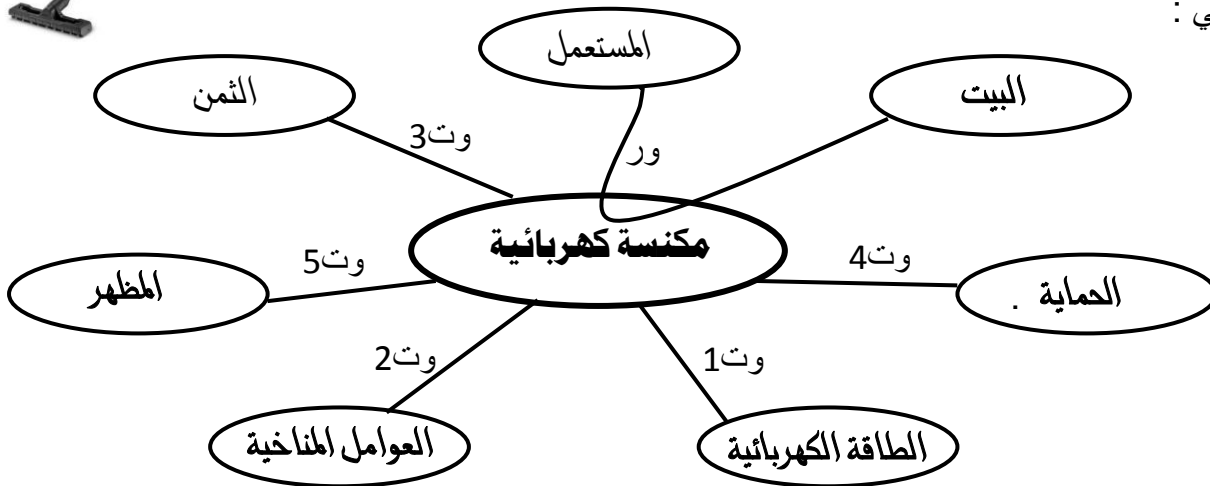 ي :
المستعمل
البيت
الثمن
وت3
ور
مكنسة كهربائية
وت4
وت5
الحماية .
المظهر
وت2
وت1
العوامل المناخية
الطاقة الكهربائية